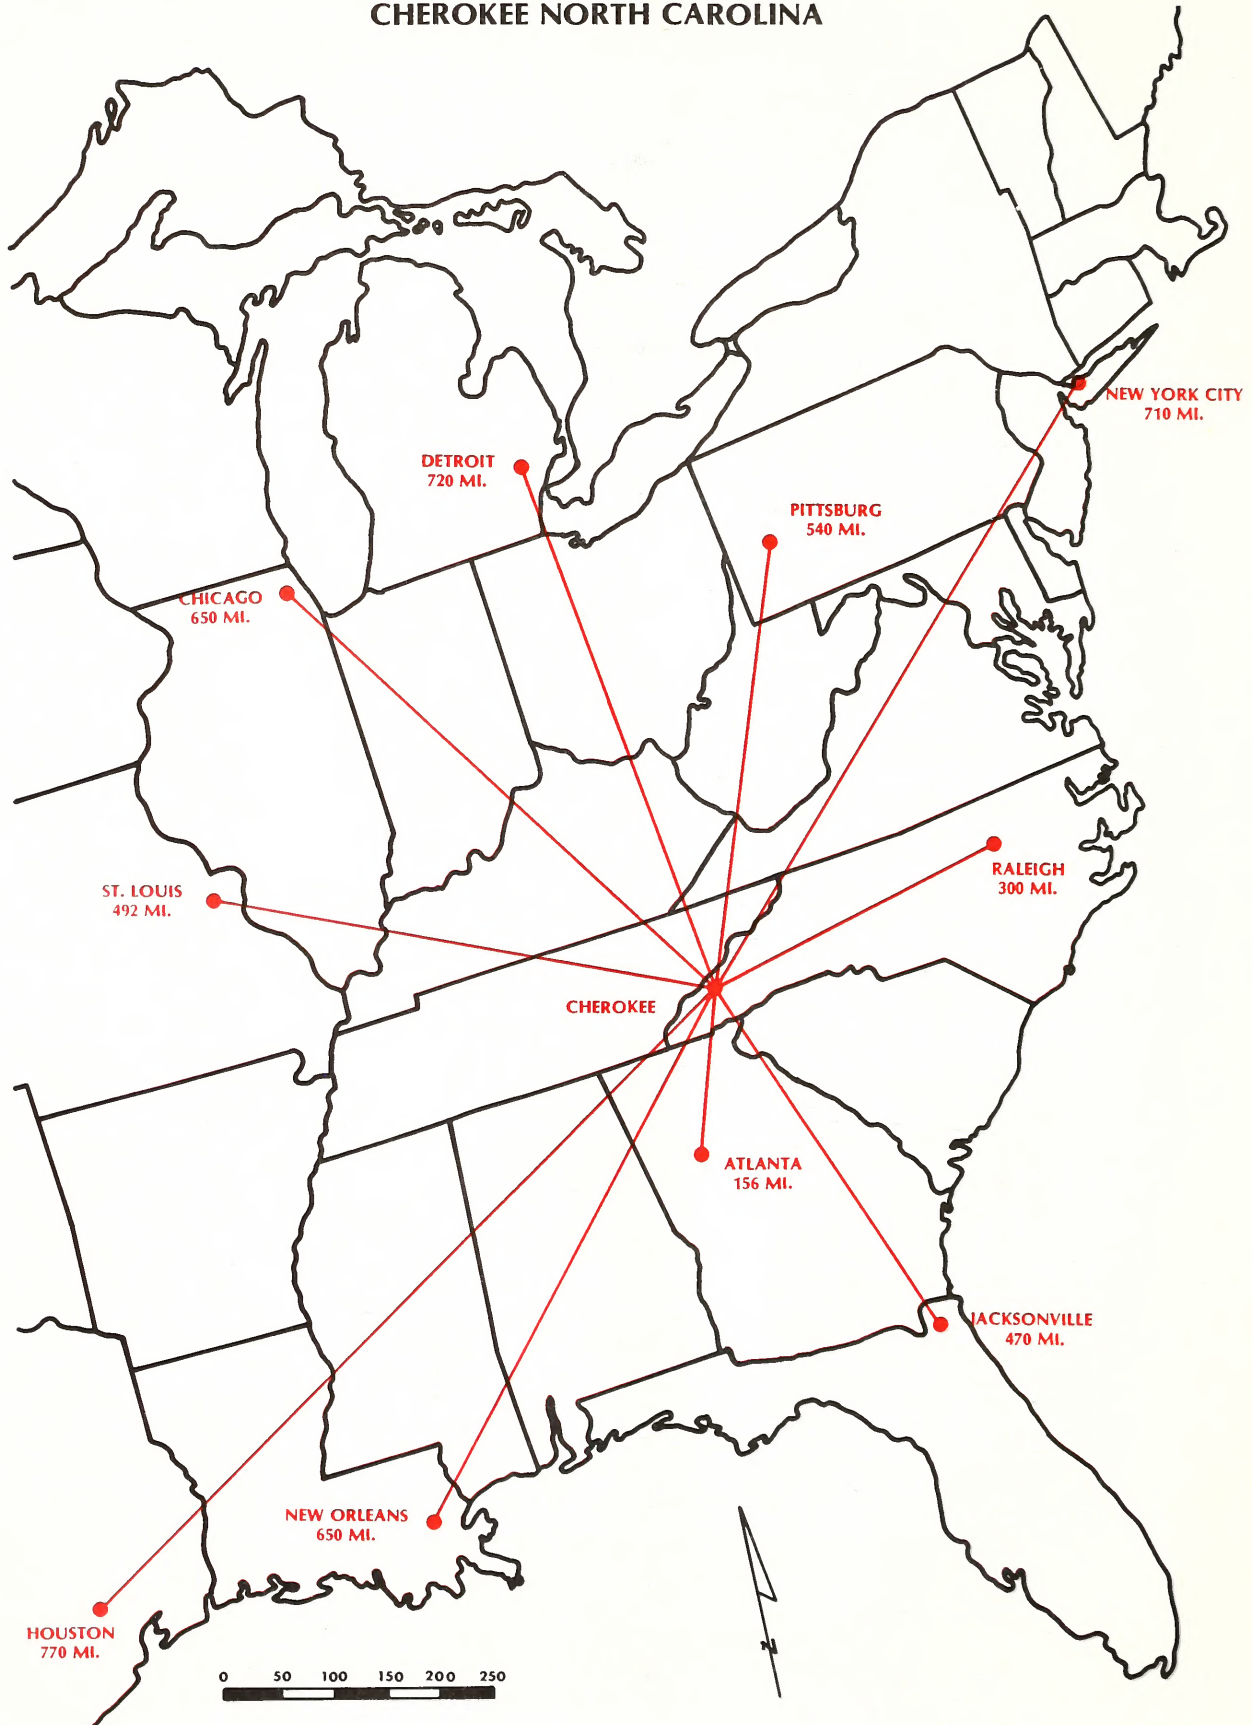 CHEROKEE NORTH CAROLINA
NEW YORK CITY
710 MI.
DETROIT
720 MI.
PITTSBURG
540 MI.
CHICAGO
650 MI.
RALEIGH
300 MI.
ST. LOUIS
492 MI.
CHEROKEE
ATLANTA
156 MI.
JACKSONVILLE
470 MI.
NEW ORLEANS
650 MI.
HOUSTON
770 MI.
N
0 50 100 150 200 250